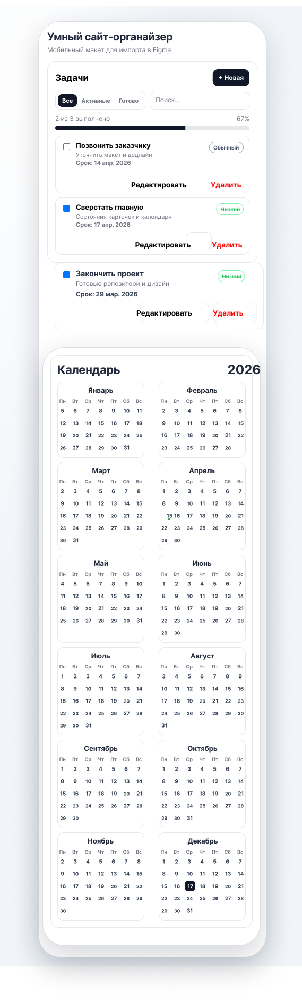 Умный сайт-органайзер
Мобильный макет для импорта в Figma
Задачи
+ Новая
Все Активные Готово Поиск...
2 из 3 выполнено 67%
Позвонить заказчику Обычный
Уточнить макет и дедлайн
Срок: 14 апр. 2026
Редактировать Удалить
Сверстать главную Низкий
Состояния карточек и календаря
Срок: 17 апр. 2026
Редактировать Удалить
Закончить проект Низкий
Готовые репозиторй и дизайн
Срок: 29 мар. 2026
Редактировать Удалить
Календарь 2026
Январь
Пн Вт Ср Чт Пт Сб Вс
5 6 7 8 9 10 11
12 13 14 15 16 17 18
19 20 21 22 23 24 25
26 27 28 29 30 31
Февраль
Пн Вт Ср Чт Пт Сб Вс
2 3 4 5 6 7 8
9 10 11 12 13 14 15
16 17 18 19 20 21 22
23 24 25 26 27 28
Март
Пн Вт Ср Чт Пт Сб Вс
2 3 4 5 6 7 8
9 10 11 12 13 14 15
16 17 18 19 20 21 22
23 24 25 26 27 28 29
30 31
Апрель
Пн Вт Ср Чт Пт Сб Вс
1 2 3 4 5 6 7
8 9 10 11 12 13 14
15 16 17 18 19 20 21
22 23 24 25 26 27 28
29 30
Май
Пн Вт Ср Чт Пт Сб Вс
4 5 6 7 8 9 10
11 12 13 14 15 16 17
18 19 20 21 22 23 24
25 26 27 28 29 30 31
Июнь
Пн Вт Ср Чт Пт Сб Вс
1 2 3 4 5 6 7
8 9 10 11 12 13 14
15 16 17 18 19 20 21
22 23 24 25 26 27 28
29 30
Июль
Пн Вт Ср Чт Пт Сб Вс
1 2 3 4 5 6 7
8 9 10 11 12 13 14
15 16 17 18 19 20 21
22 23 24 25 26 27 28
29 30 31
Август
Пн Вт Ср Чт Пт Сб Вс
3 4 5 6 7 8 9
10 11 12 13 14 15 16
17 18 19 20 21 22 23
24 25 26 27 28 29 30
31
Сентябрь
Пн Вт Ср Чт Пт Сб Вс
1 2 3 4 5 6 7
8 9 10 11 12 13 14
15 16 17 18 19 20 21
22 23 24 25 26 27 28
29 30
Октябрь
Пн Вт Ср Чт Пт Сб Вс
1 2 3 4 5 6 7
8 9 10 11 12 13 14
15 16 17 18 19 20 21
22 23 24 25 26 27 28
29 30 31
Ноябрь
Пн Вт Ср Чт Пт Сб Вс
2 3 4 5 6 7 8
9 10 11 12 13 14 15
16 17 18 19 20 21 22
23 24 25 26 27 28 29
30
Декабрь
Пн Вт Ср Чт Пт Сб Вс
1 2 3 4 5 6 7
8 9 10 11 12 13 14
15 16 17 18 19 20 21
22 23 24 25 26 27 28
29 30 31